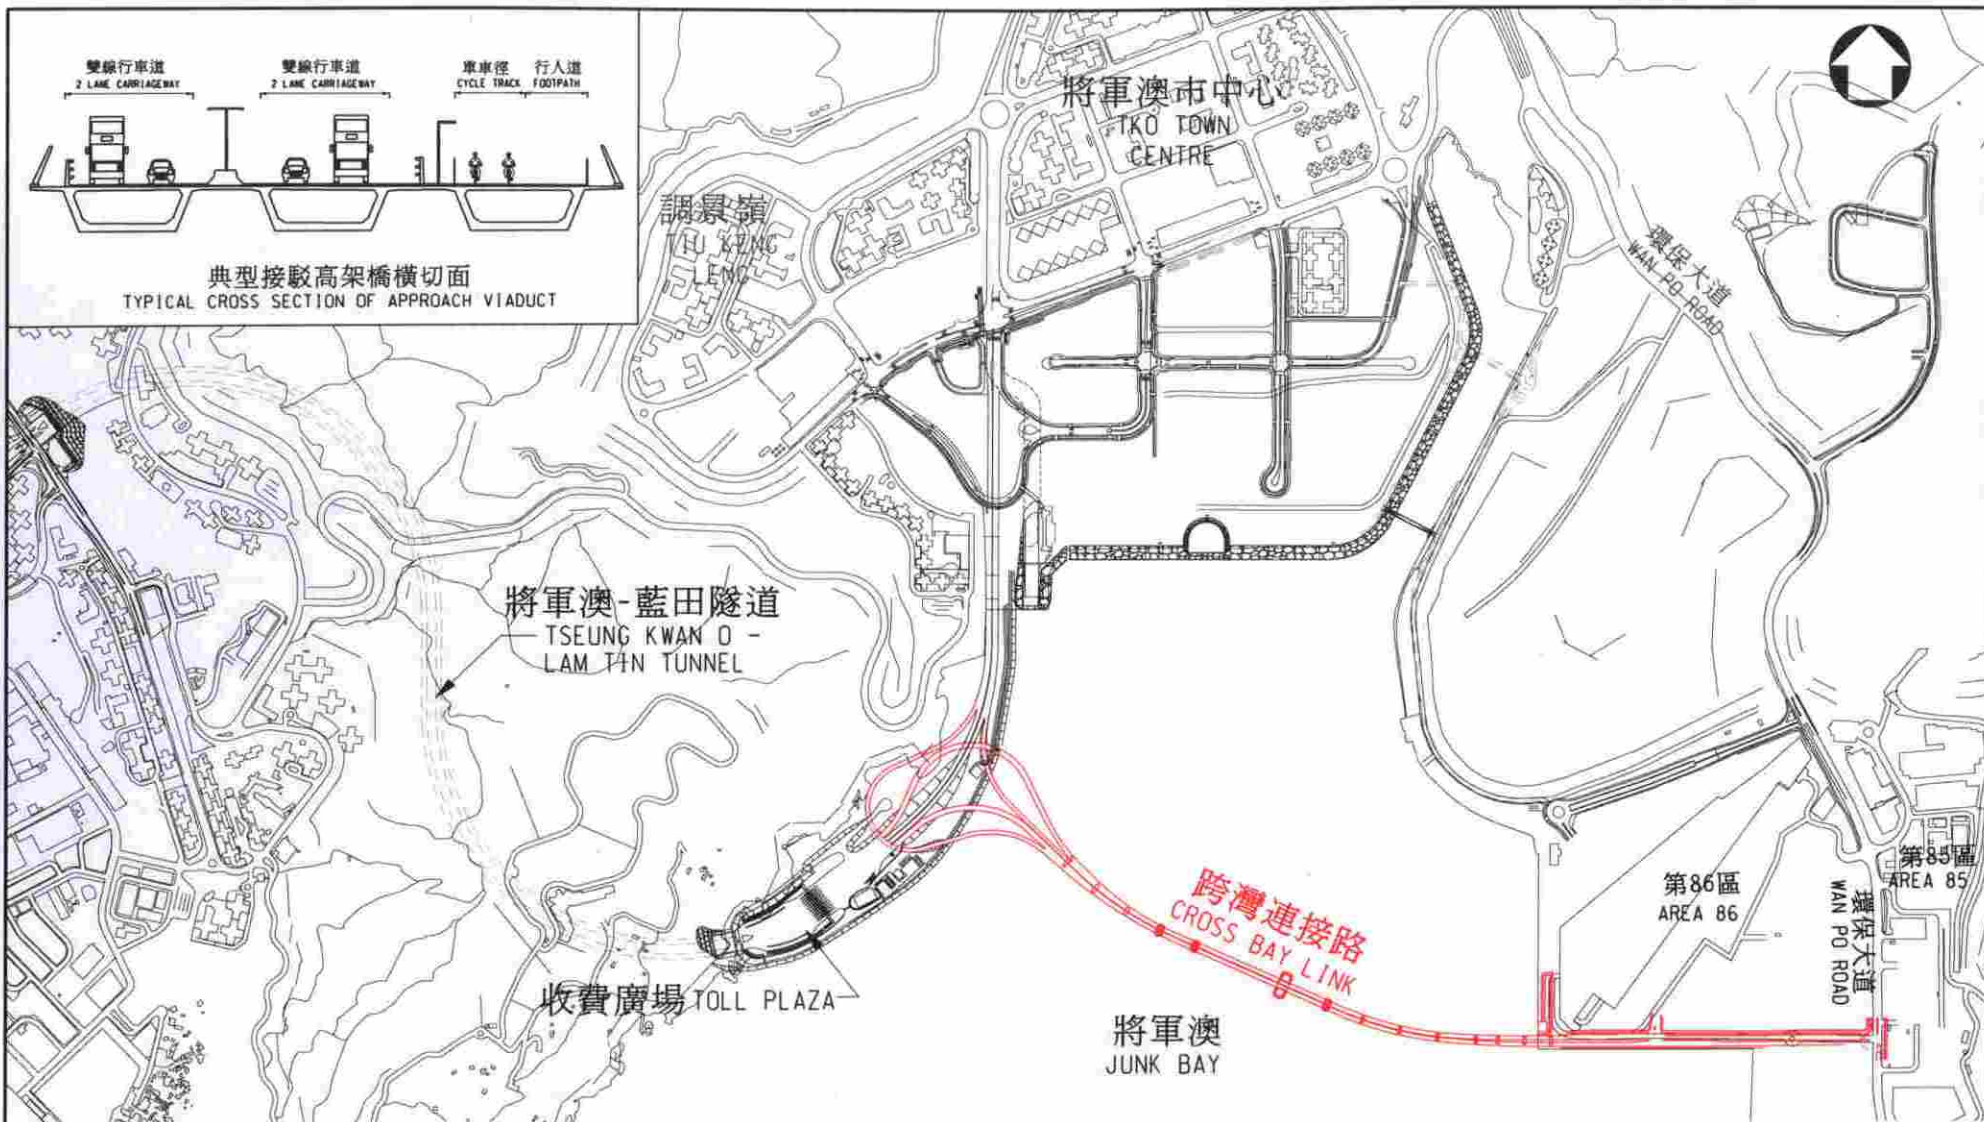 雙線行車道
2 LANE CARRIAGEWAY
雙線行車道
2 LANE CARRIAGEWAY
單車徑
CYCLE TRACK
行人道
FOOTPATH
典型接駁高架橋橫切面
TYPICAL CROSS SECTION OF APPROACH VIADUCT
將軍澳市中心
TKO TOWN
CENTRE
調景嶺
TIU KENG
LENG
環保大道
WAN PO ROAD
將軍澳-藍田隧道
TSEUNG KWAN O -
LAM TIN TUNNEL
收費廣場 TOLL PLAZA
跨灣連接路
CROSS BAY LINK
將軍澳
JUNK BAY
第86區
AREA 86
第85區
AREA 85
環保大道
WAN PO ROAD